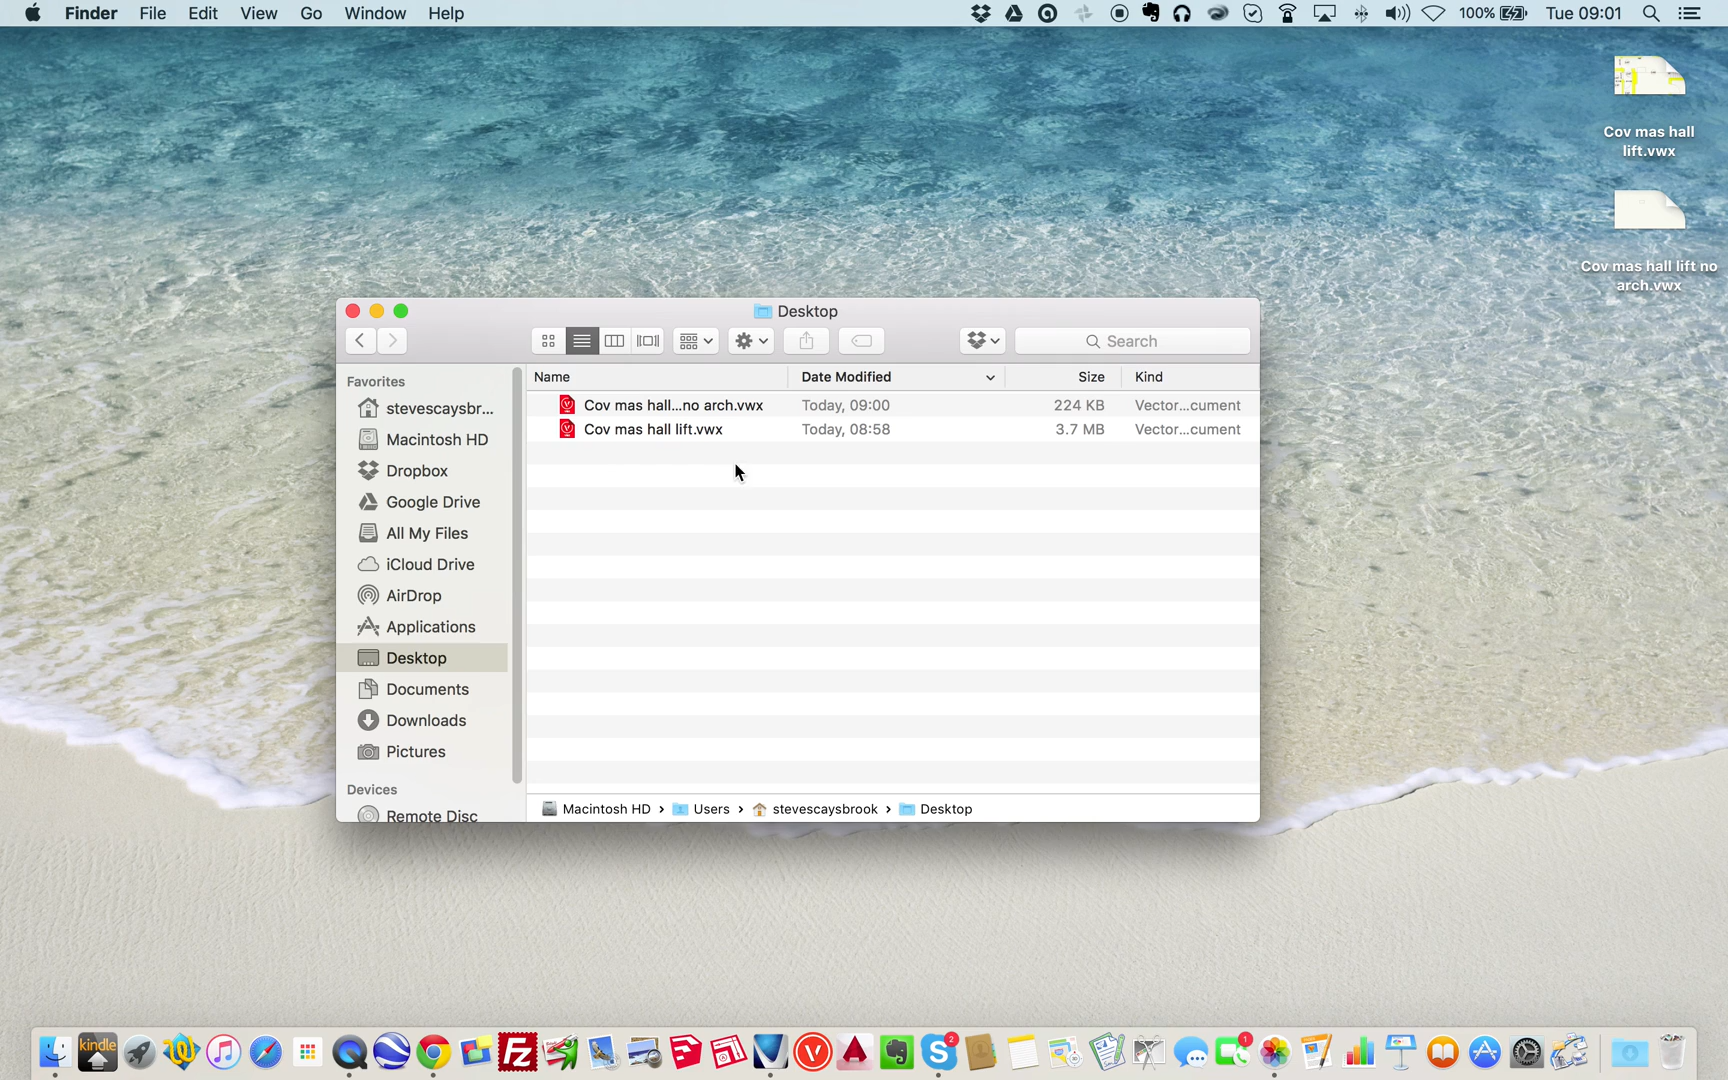 Finder File Edit View Go Window Help 100% Tue 09:01
Cov mas hall
lift.vwx
Cov mas hall lift no
arch.vwx
Desktop
Search
Name Date Modified Size Kind
Cov mas hall...no arch.vwx Today, 09:00 224 KB Vector...cument
Cov mas hall lift.vwx Today, 08:58 3.7 MB Vector...cument
Favorites
stevescaysbr...
Macintosh HD
Dropbox
Google Drive
All My Files
iCloud Drive
AirDrop
Applications
Desktop
Documents
Downloads
Pictures
Devices
Remote Disc
Macintosh HD › Users › stevescaysbrook › Desktop
kindle
Fz
2
1